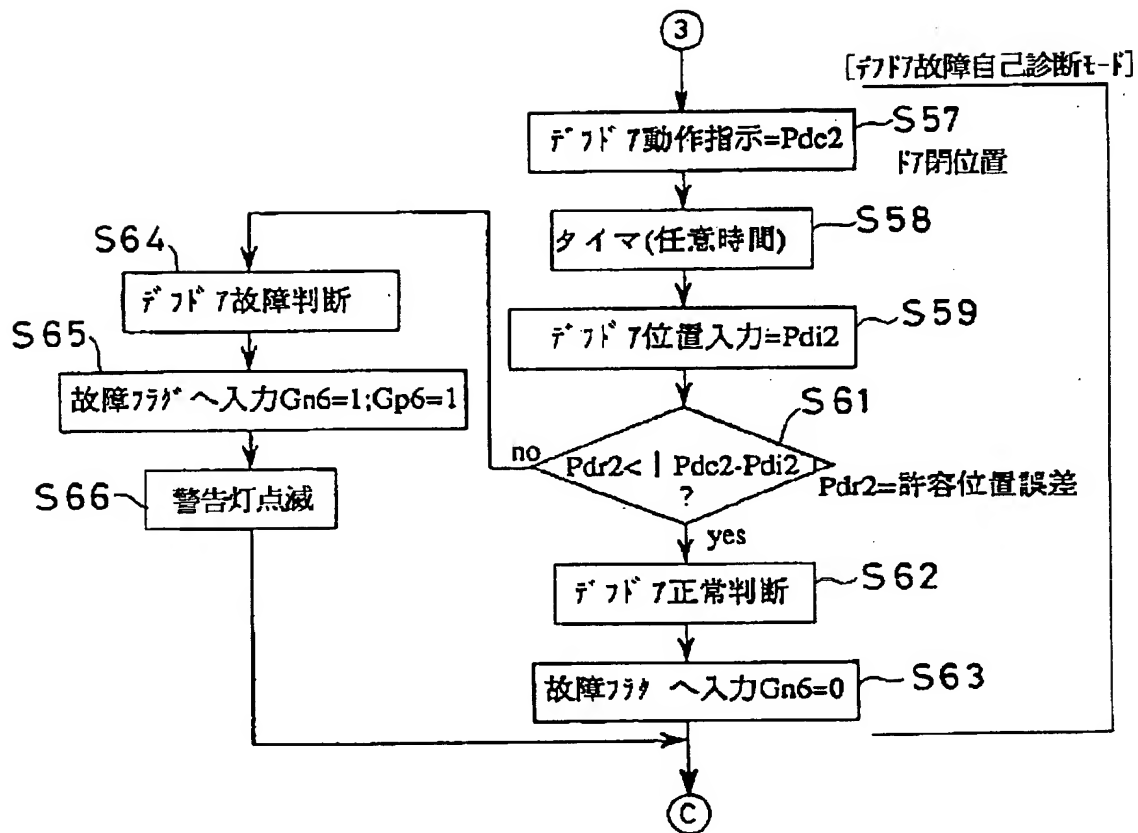 3
[デフドア故障自己診断モード]
デフドア動作指示=Pdc2
S57
ドア閉位置
タイマ(任意時間)
S58
デフドア位置入力=Pdi2
S59
S61
Pdr2<|Pdc2-Pdi2|
?
no
yes
Pdr2=許容位置誤差
デフドア正常判断
S62
故障フラグへ入力Gn6=0
S63
S64
デフドア故障判断
S65
故障フラグへ入力Gn6=1;Gp6=1
S66
警告灯点滅
C